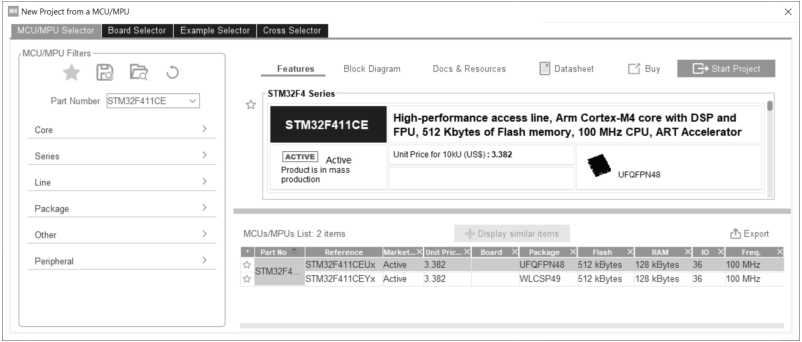 MX New Project from a MCU/MPU
MCU/MPU Selector Board Selector Example Selector Cross Selector
MCU/MPU Filters
Part Number STM32F411CE
Core
Series
Line
Package
Other
Peripheral
Features Block Diagram Docs & Resources Datasheet Buy Start Project
STM32F4 Series
STM32F411CE
High-performance access line, Arm Cortex-M4 core with DSP and
FPU, 512 Kbytes of Flash memory, 100 MHz CPU, ART Accelerator
ACTIVE Active
Product is in mass
production
Unit Price for 10kU (US$) : 3.382
UFQFPN48
MCUs/MPUs List: 2 items
Display similar items
Export
* Part No Reference Market... Unit Pric... Board Package Flash RAM IO Freq.
STM32F4...
STM32F411CEUx Active 3.382 UFQFPN48 512 kBytes 128 kBytes 36 100 MHz
STM32F411CEYx Active 3.382 WLCSP49 512 kBytes 128 kBytes 36 100 MHz